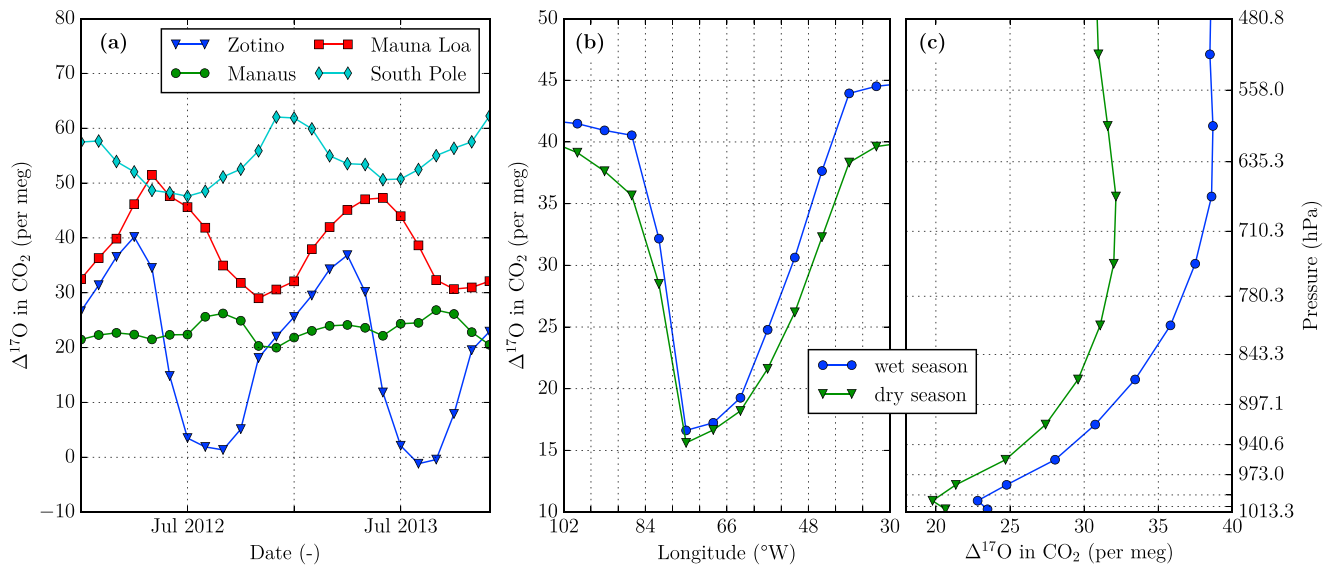 80
70
60
50
40
30
20
10
0
−10
Δ¹⁷O in CO₂ (per meg)
(a)
Zotino
Manaus
Mauna Loa
South Pole
Jul 2012
Jul 2013
Date (-)
50
45
40
35
30
25
20
15
10
Δ¹⁷O in CO₂ (per meg)
(b)
102
84
66
48
30
Longitude (°W)
wet season
dry season
(c)
20
25
30
35
40
Δ¹⁷O in CO₂ (per meg)
480.8
558.0
635.3
710.3
780.3
843.3
897.1
940.6
973.0
1013.3
Pressure (hPa)